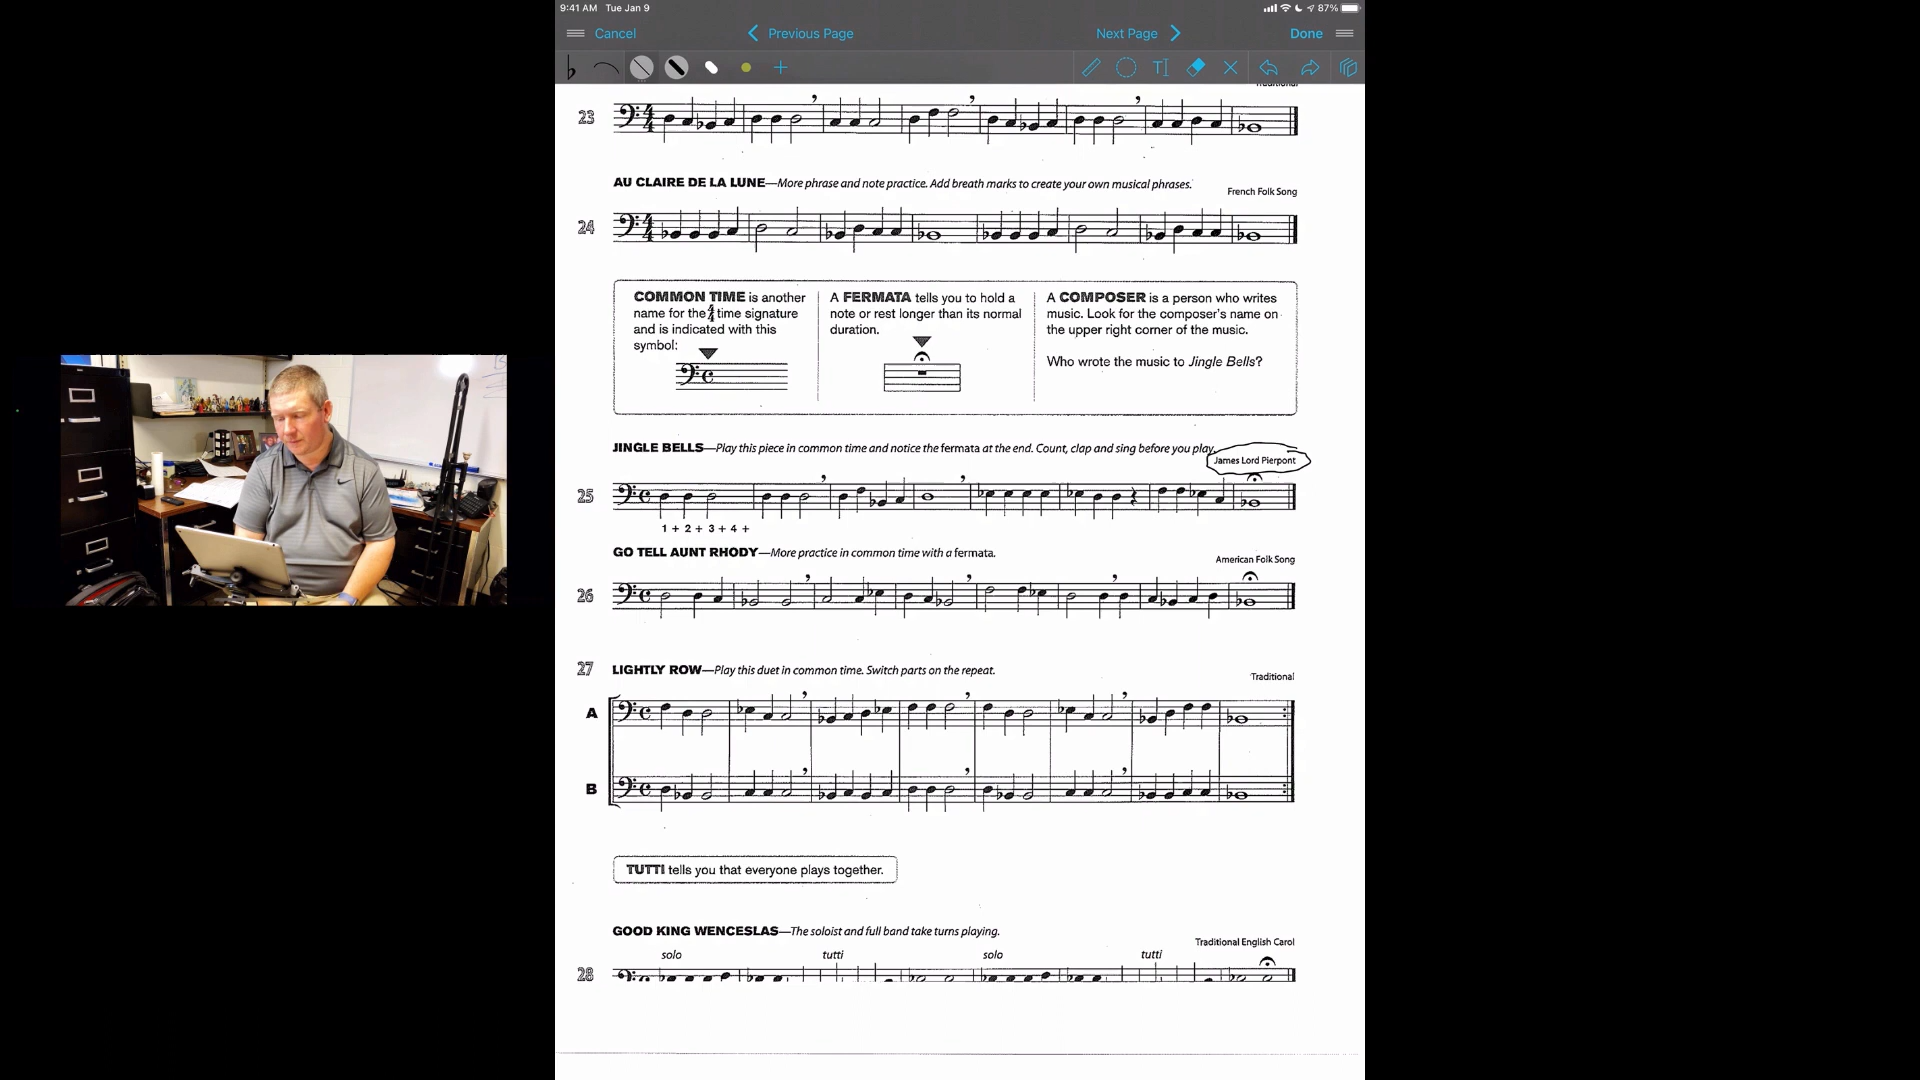 9:41 AM Tue Jan 9
87%
Cancel
Previous Page
Next Page
Done
Traditional
23
AU CLAIRE DE LA LUNE—More phrase and note practice. Add breath marks to create your own musical phrases.
French Folk Song
24
COMMON TIME is another
name for the 4/4 time signature
and is indicated with this
symbol:
A FERMATA tells you to hold a
note or rest longer than its normal
duration.
A COMPOSER is a person who writes
music. Look for the composer's name on
the upper right corner of the music.
Who wrote the music to Jingle Bells?
JINGLE BELLS—Play this piece in common time and notice the fermata at the end. Count, clap and sing before you play.
James Lord Pierpont
25
1 + 2 + 3 + 4 +
GO TELL AUNT RHODY—More practice in common time with a fermata.
American Folk Song
26
27 LIGHTLY ROW—Play this duet in common time. Switch parts on the repeat.
Traditional
A
B
TUTTI tells you that everyone plays together.
GOOD KING WENCESLAS—The soloist and full band take turns playing.
Traditional English Carol
solo tutti solo tutti
28